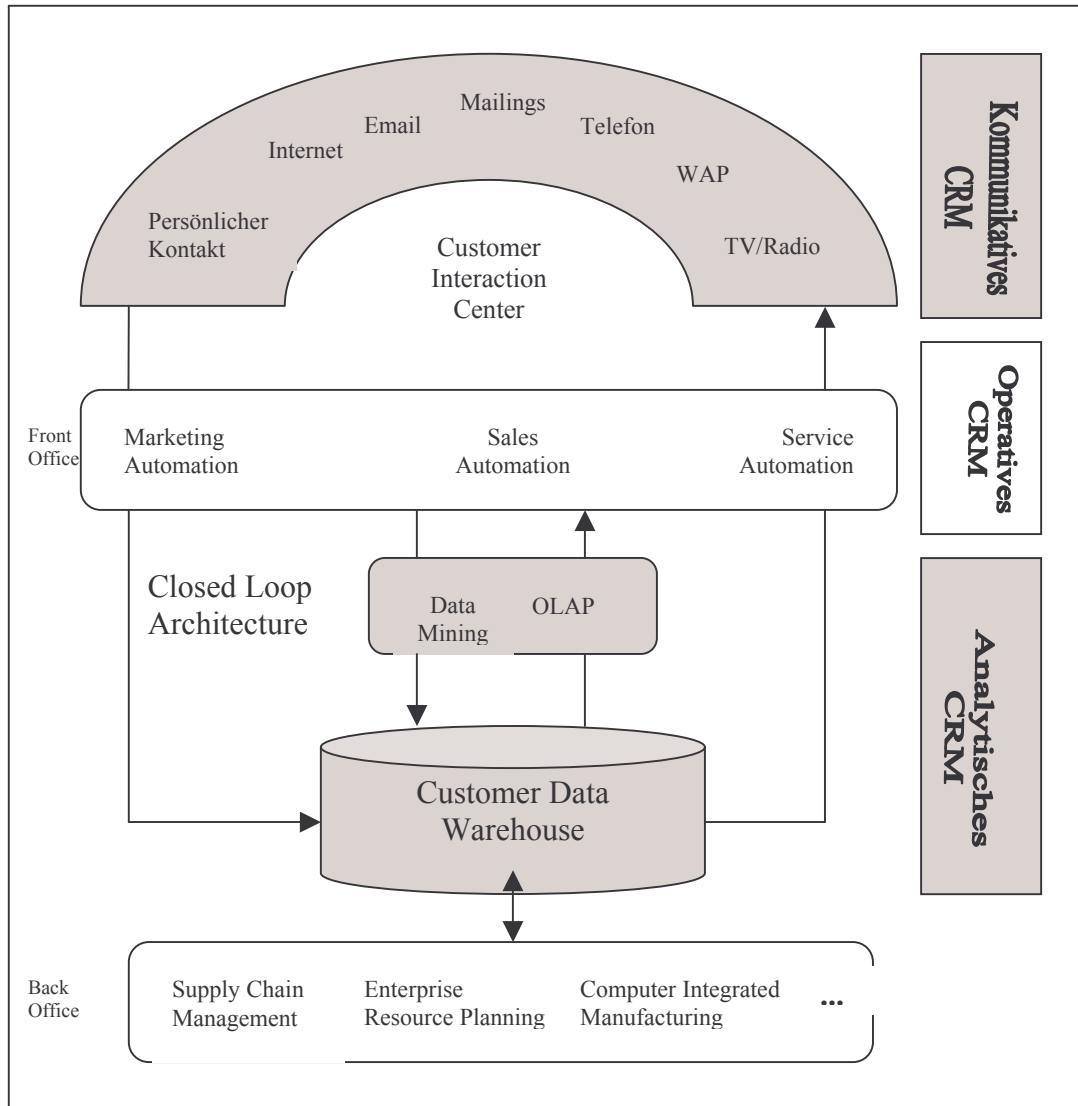 Mailings
Email
Telefon
Internet
WAP
Persönlicher
Kontakt
TV/Radio
Customer
Interaction
Center
Kommunikatives
CRM
Front
Office
Marketing
Automation
Sales
Automation
Service
Automation
Operatives
CRM
Closed Loop
Architecture
Data
Mining
OLAP
Customer Data
Warehouse
Analytisches
CRM
Back
Office
Supply Chain
Management
Enterprise
Resource Planning
Computer Integrated
Manufacturing
...